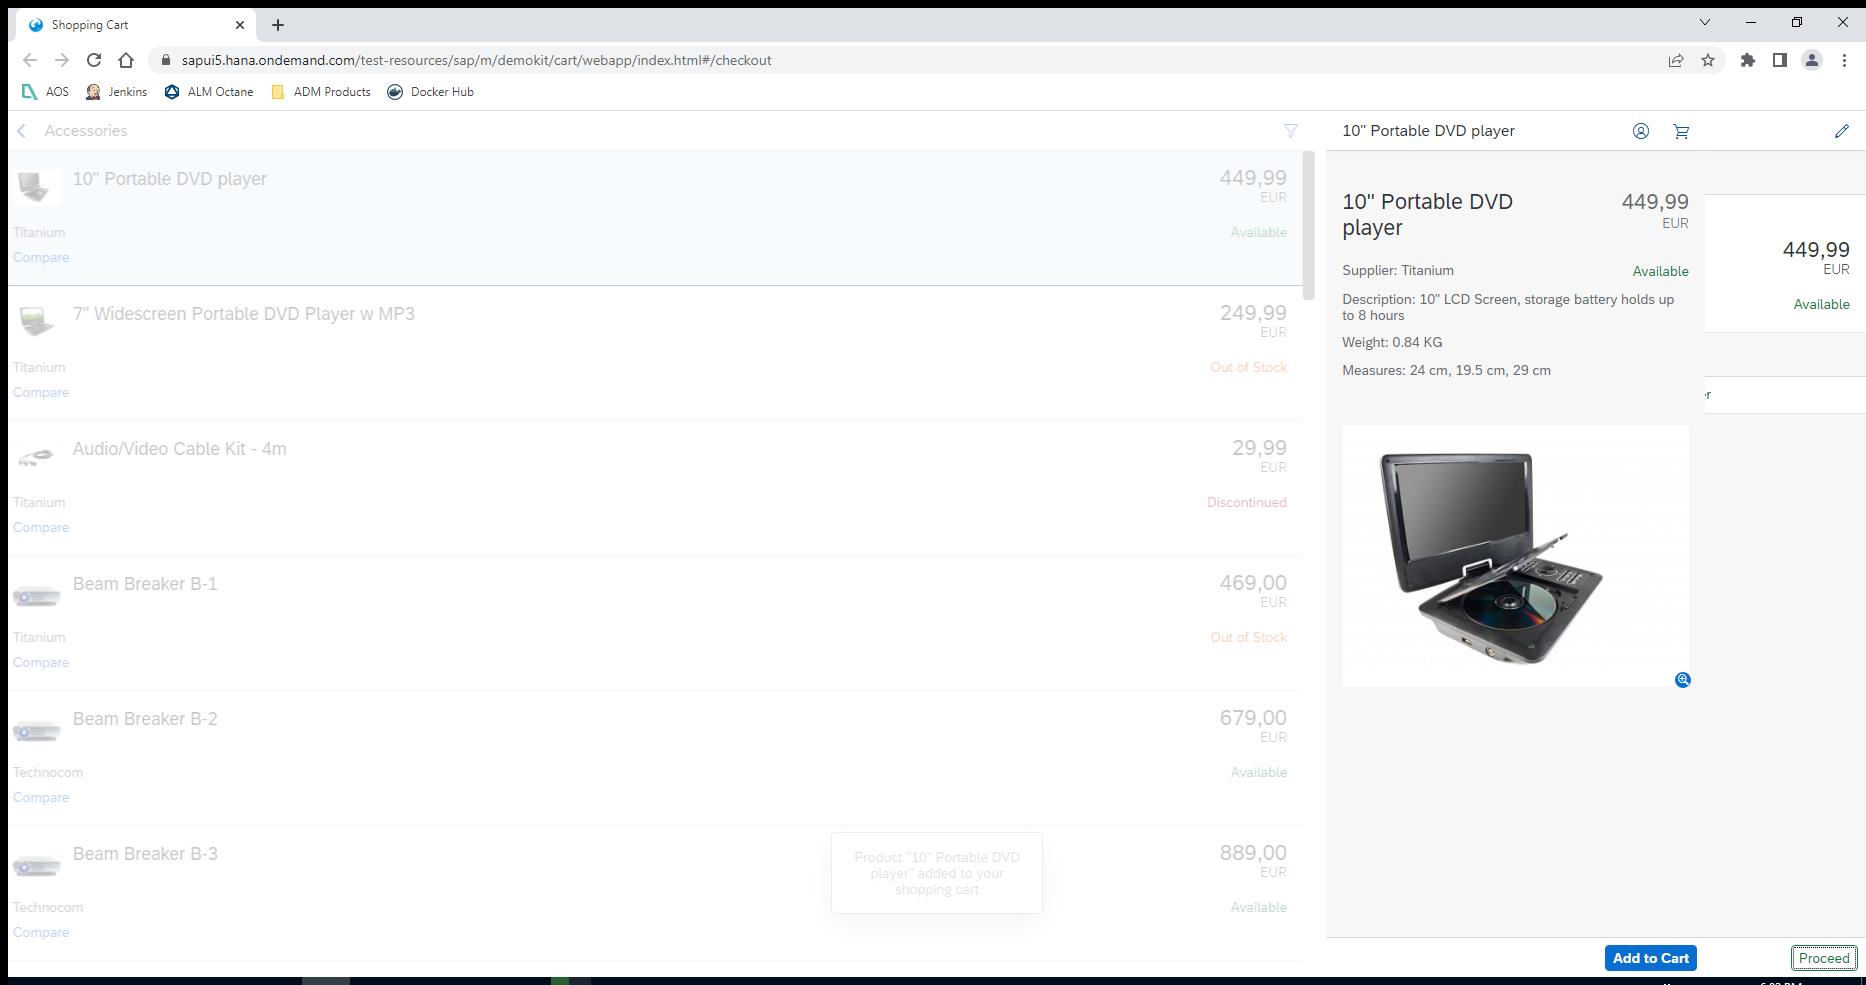 Shopping Cart
sapui5.hana.ondemand.com/test-resources/sap/m/demokit/cart/webapp/index.html#/checkout
AOS Jenkins ALM Octane ADM Products Docker Hub
Accessories
10" Portable DVD player 449,99
EUR
Titanium Available
Compare
7" Widescreen Portable DVD Player w MP3 249,99
EUR
Titanium Out of Stock
Compare
Audio/Video Cable Kit - 4m 29,99
EUR
Titanium Discontinued
Compare
Beam Breaker B-1 469,00
EUR
Titanium Out of Stock
Compare
Beam Breaker B-2 679,00
EUR
Technocom Available
Compare
Beam Breaker B-3 889,00
EUR
Technocom Available
Compare
Product "10" Portable DVD
player" added to your
shopping cart
10" Portable DVD player
10" Portable DVD 449,99
player EUR
Supplier: Titanium Available
Description: 10" LCD Screen, storage battery holds up
to 8 hours
Weight: 0.84 KG
Measures: 24 cm, 19.5 cm, 29 cm
449,99
EUR
Available
Add to Cart Proceed